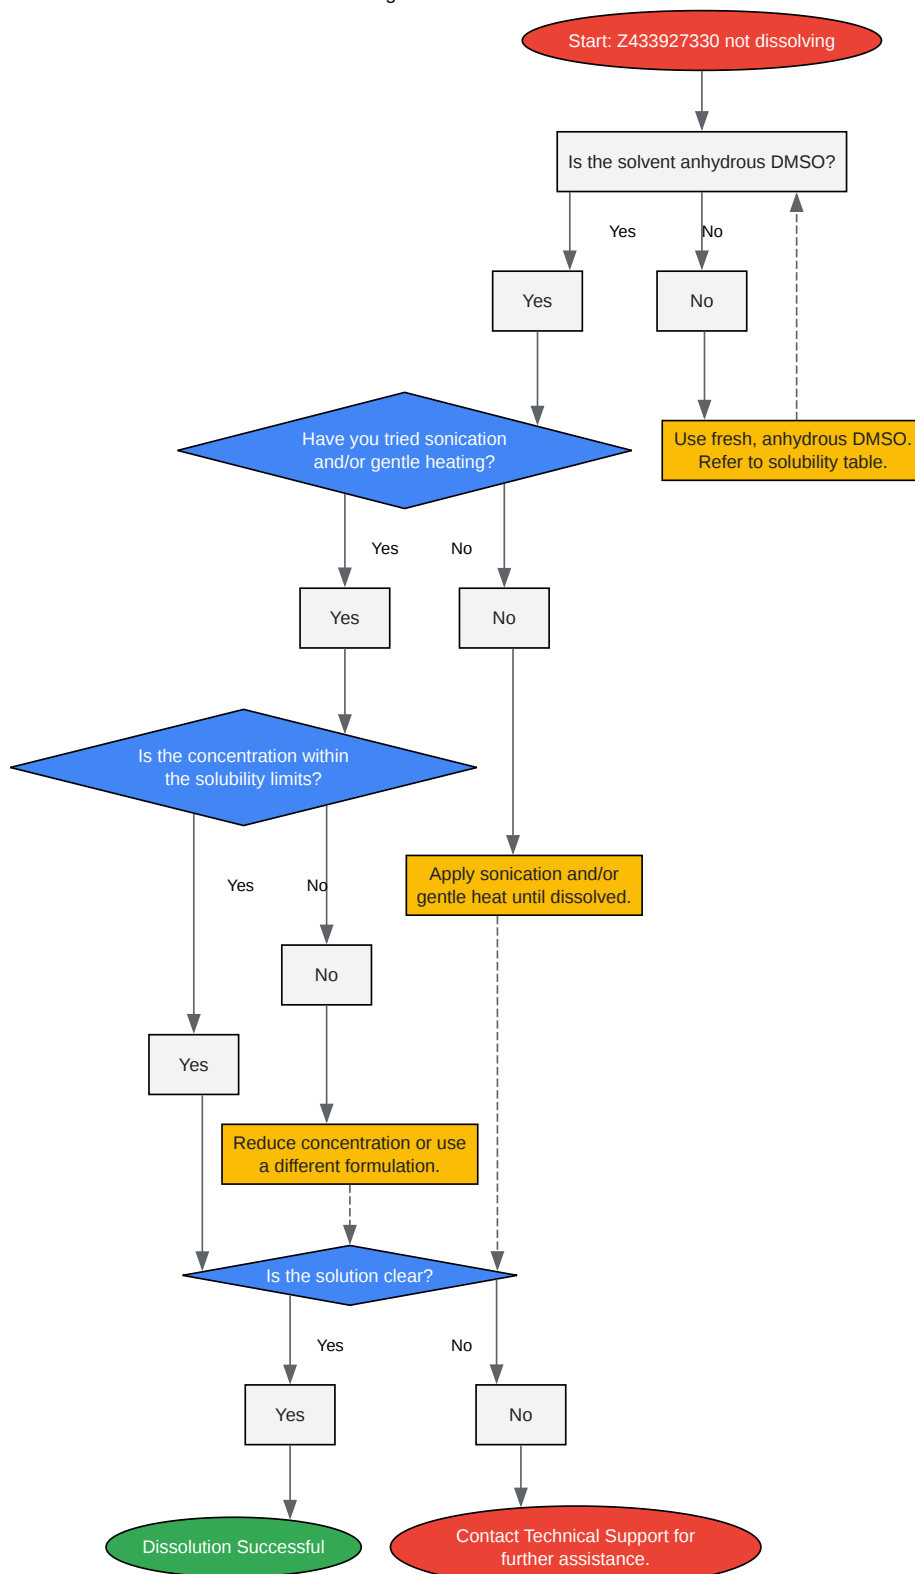 Start: Z433927330 not dissolving
Is the solvent anhydrous DMSO?
Yes
No
Yes
No
Have you tried sonication
and/or gentle heating?
Use fresh, anhydrous DMSO.
Refer to solubility table.
Yes
No
Yes
No
Is the concentration within
the solubility limits?
Yes
No
Apply sonication and/or
gentle heat until dissolved.
No
Yes
Reduce concentration or use
a different formulation.
Is the solution clear?
Yes
No
Yes
No
Dissolution Successful
Contact Technical Support for
further assistance.